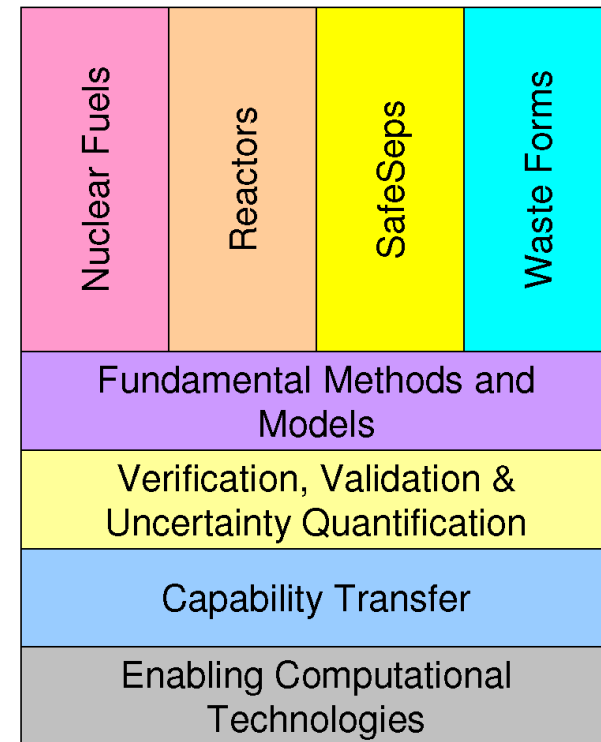 Nuclear Fuels
Reactors
SafeSeps
Waste Forms
Fundamental Methods and
Models
Verification, Validation &
Uncertainty Quantification
Capability Transfer
Enabling Computational
Technologies